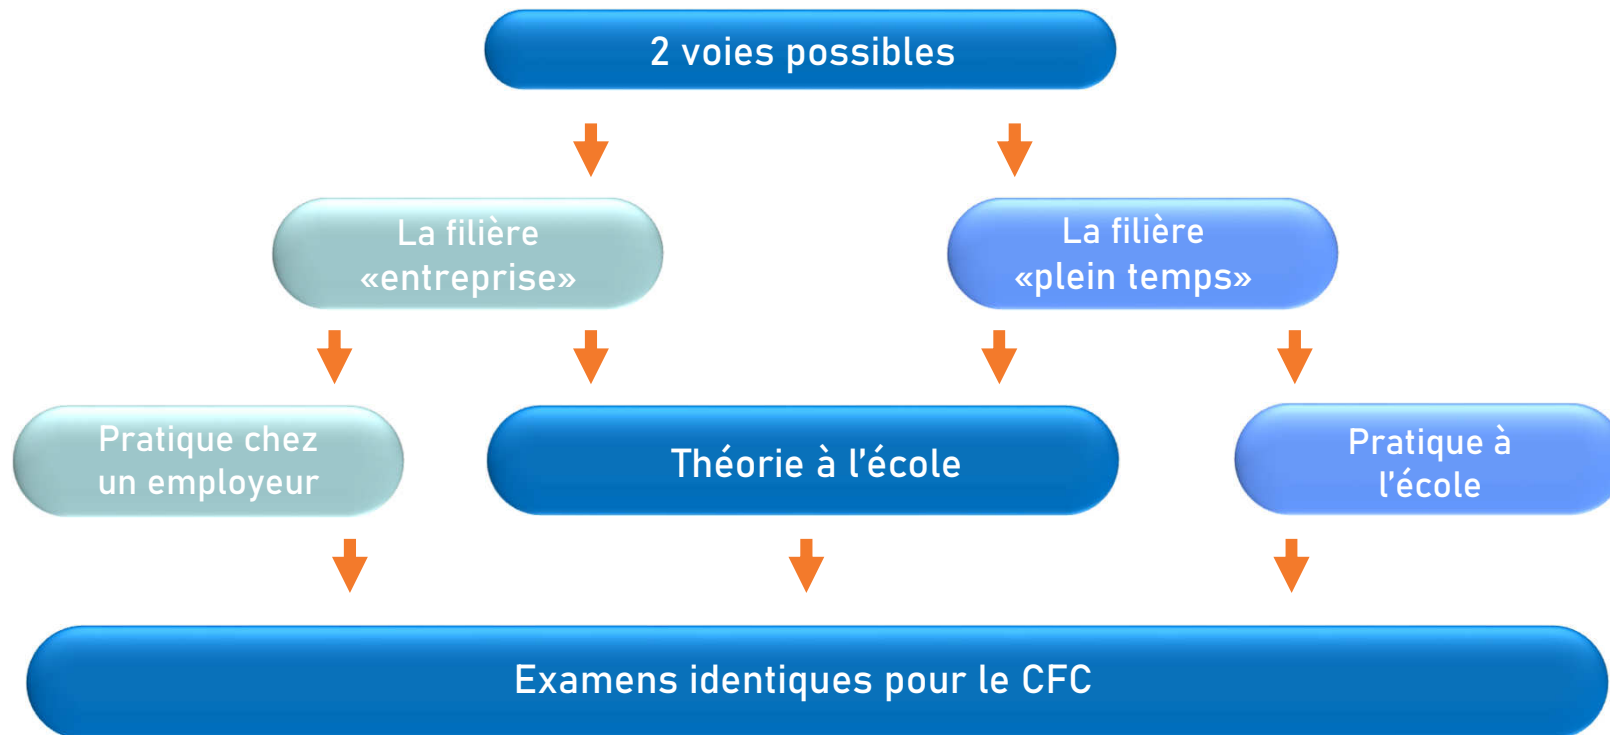 2 voies possibles
La filière
«entreprise»
La filière
«plein temps»
Pratique chez
un employeur
Théorie à l’école
Pratique à
l’école
Examens identiques pour le CFC